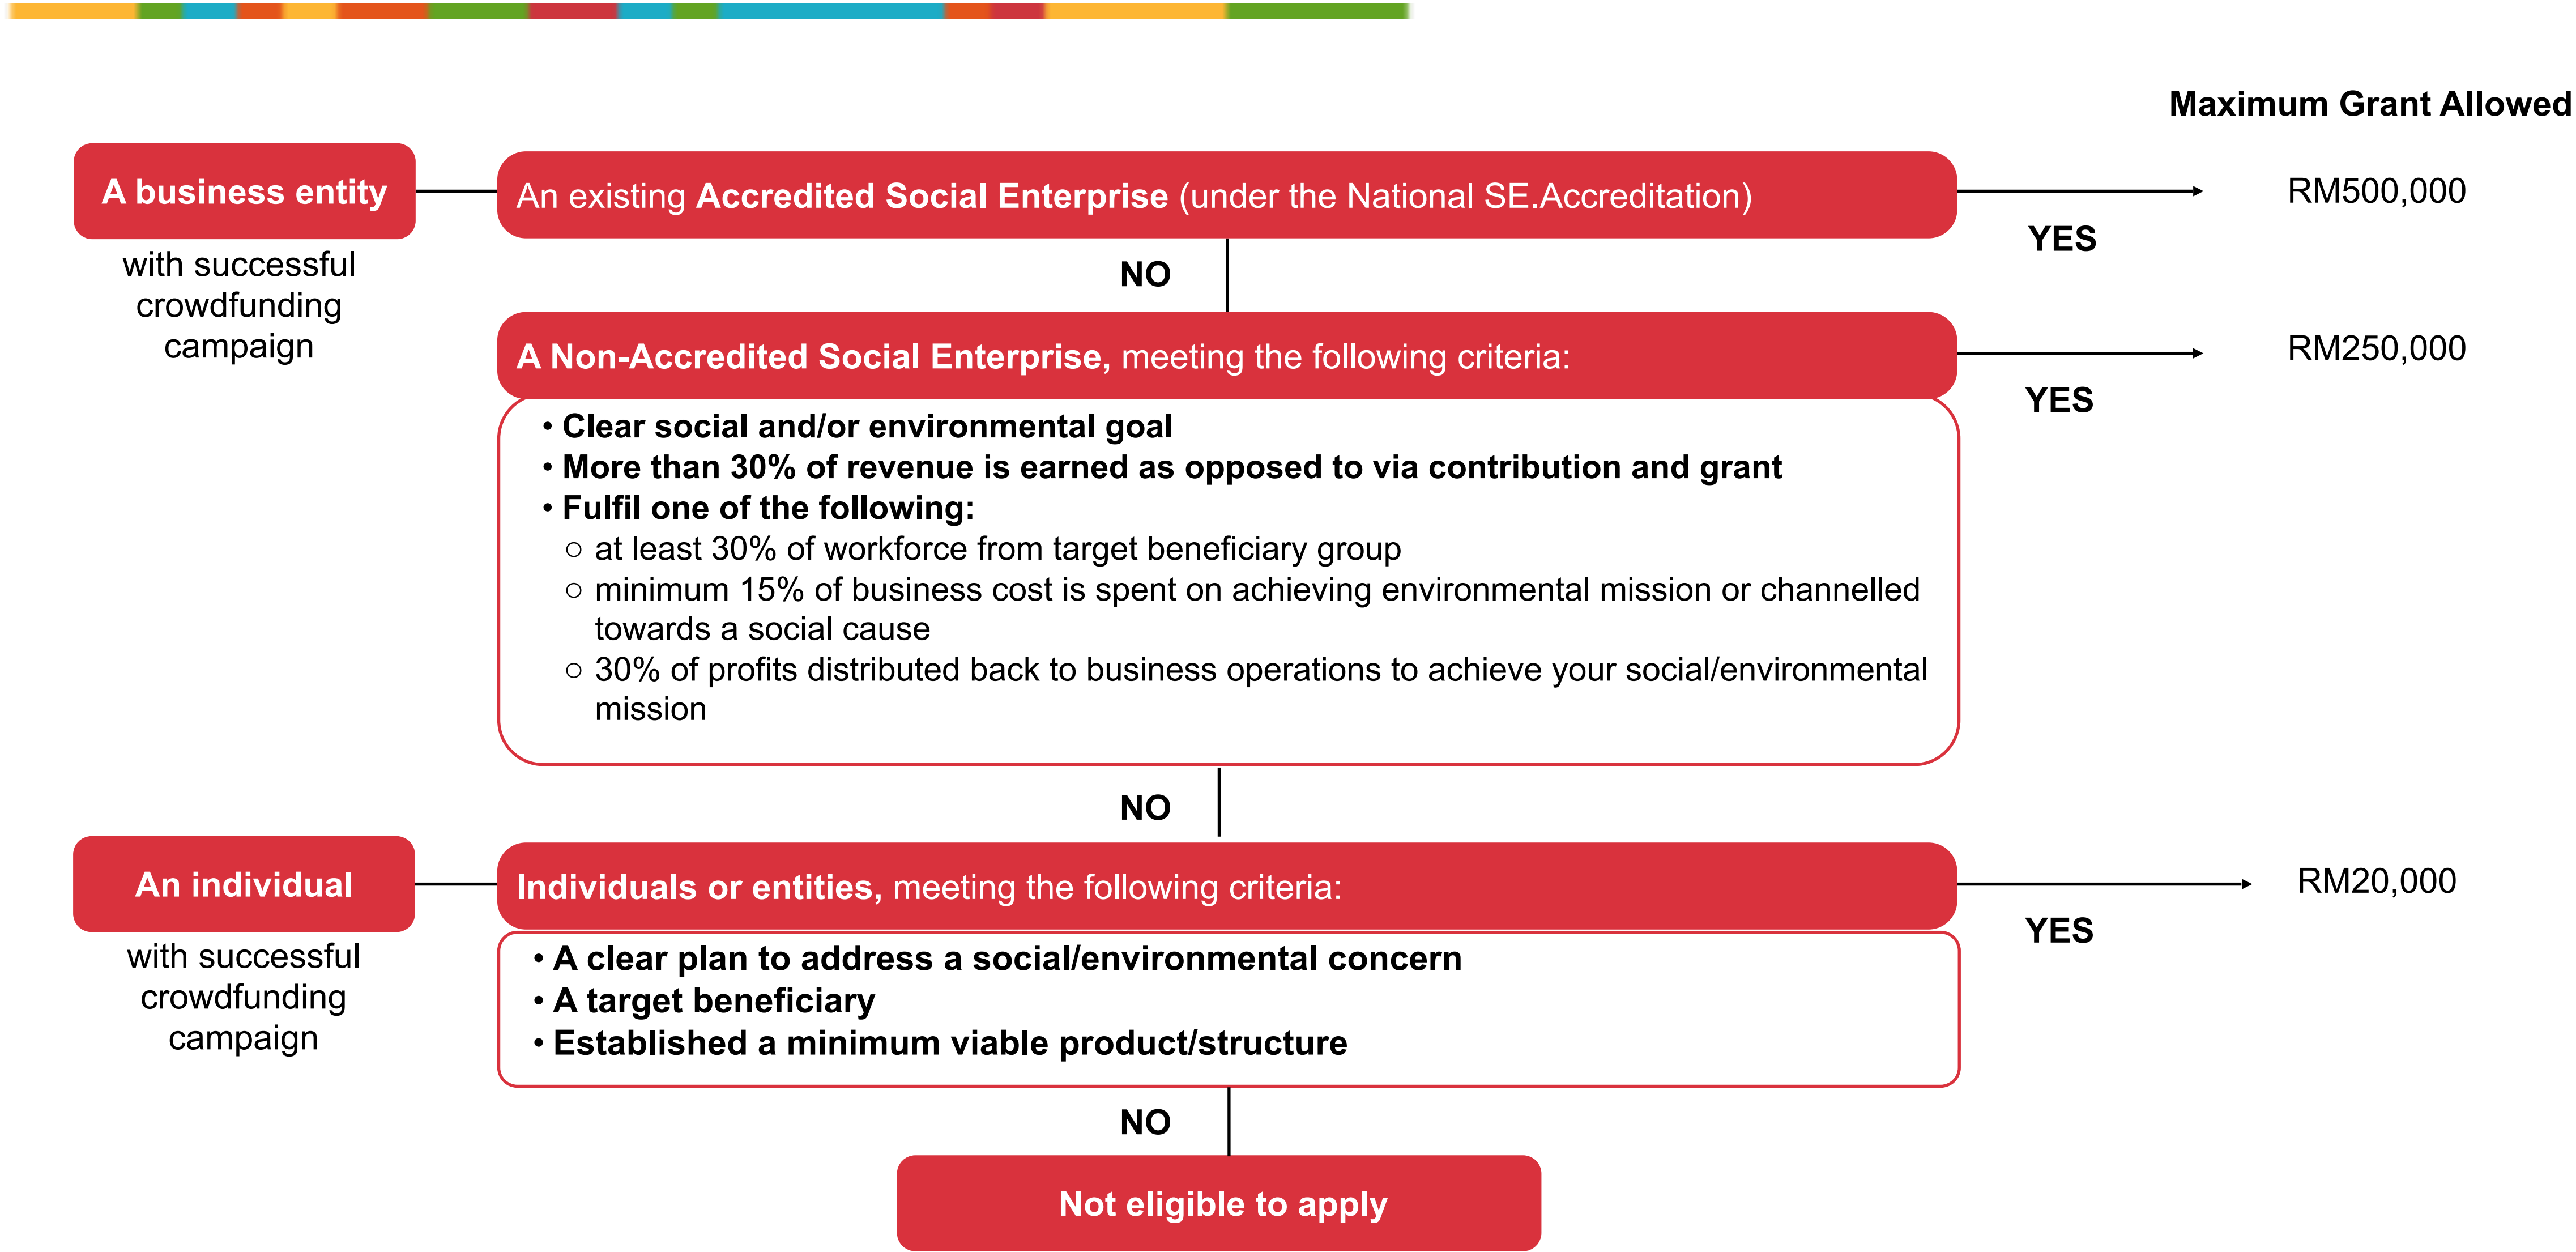 Maximum Grant Allowed
A business entity
with successful
crowdfunding
campaign
An existing Accredited Social Enterprise (under the National SE.Accreditation)
YES
RM500,000
NO
A Non-Accredited Social Enterprise, meeting the following criteria:
YES
RM250,000
• Clear social and/or environmental goal
• More than 30% of revenue is earned as opposed to via contribution and grant
• Fulfil one of the following:
○ at least 30% of workforce from target beneficiary group
○ minimum 15% of business cost is spent on achieving environmental mission or channelled
towards a social cause
○ 30% of profits distributed back to business operations to achieve your social/environmental
mission
NO
An individual
with successful
crowdfunding
campaign
Individuals or entities, meeting the following criteria:
YES
RM20,000
• A clear plan to address a social/environmental concern
• A target beneficiary
• Established a minimum viable product/structure
NO
Not eligible to apply